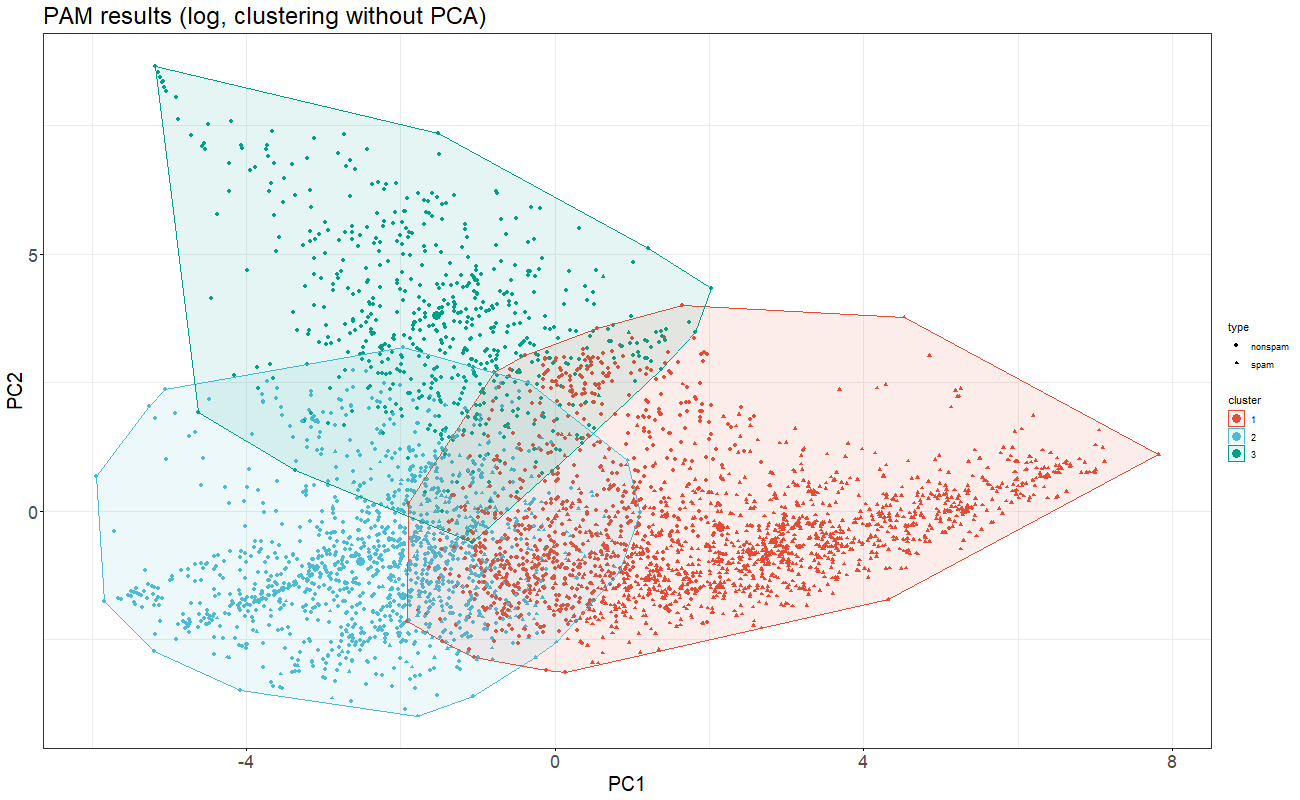 PAM results (log, clustering without PCA)
PC2
5
0
-4
0
4
8
PC1
type
nonspam
spam
cluster
1
2
3